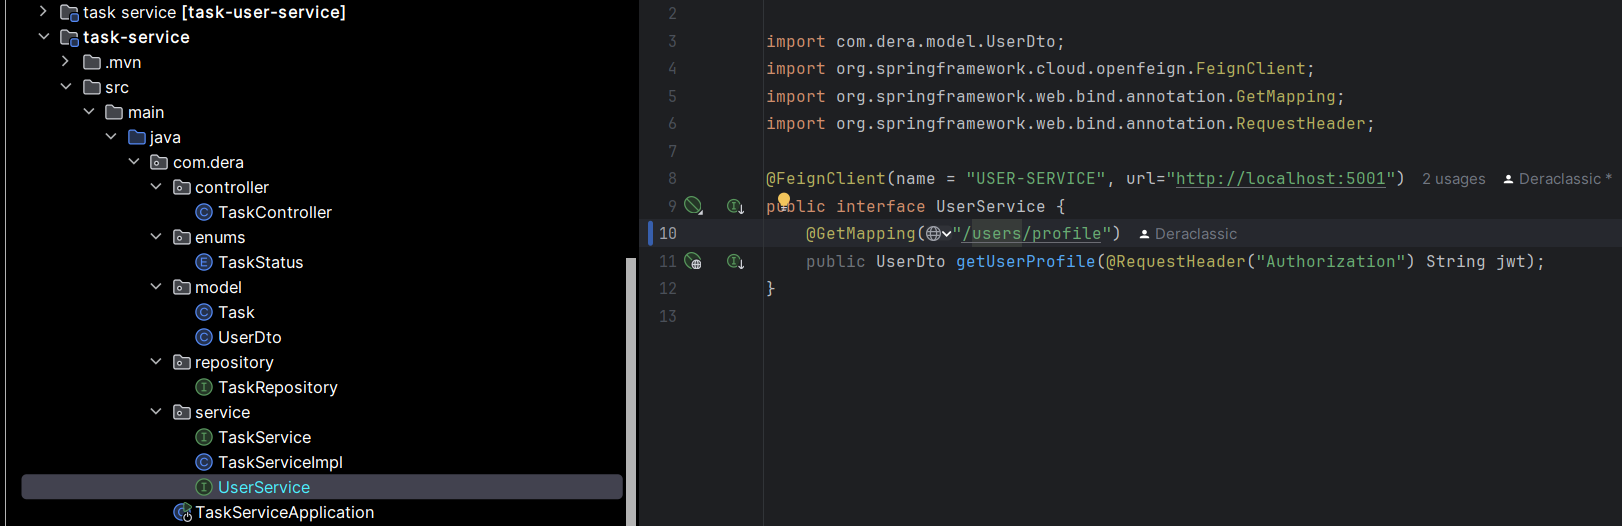 task service [task-user-service]
task-service
.mvn
src
main
java
com.dera
controller
TaskController
enums
TaskStatus
model
Task
UserDto
repository
TaskRepository
service
TaskService
TaskServiceImpl
UserService
TaskServiceApplication
2
3 import com.dera.model.UserDto;
4 import org.springframework.cloud.openfeign.FeignClient;
5 import org.springframework.web.bind.annotation.GetMapping;
6 import org.springframework.web.bind.annotation.RequestHeader;
7
8 @FeignClient(name = "USER-SERVICE", url="http://localhost:5001") 2 usages Deraclassic *
9 public interface UserService {
10 @GetMapping("/users/profile") Deraclassic
11 public UserDto getUserProfile(@RequestHeader("Authorization") String jwt);
12 }
13